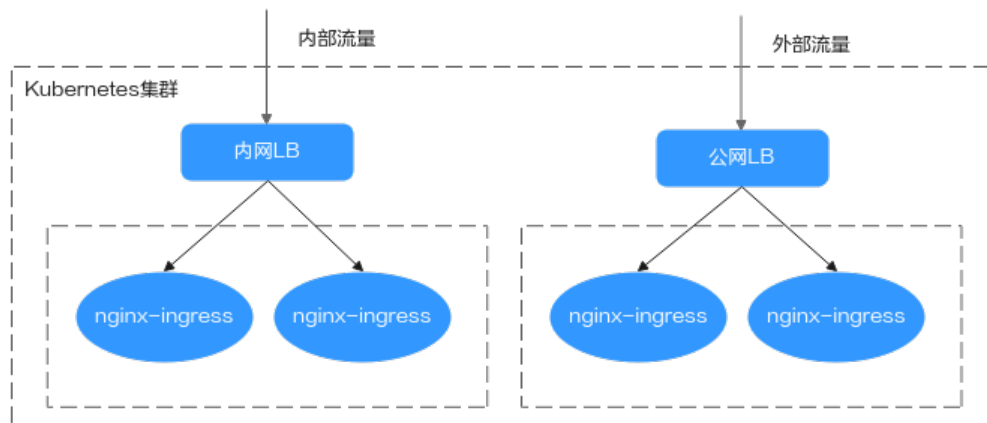 内部流量
外部流量
Kubernetes集群
内网LB
公网LB
nginx-ingress
nginx-ingress
nginx-ingress
nginx-ingress